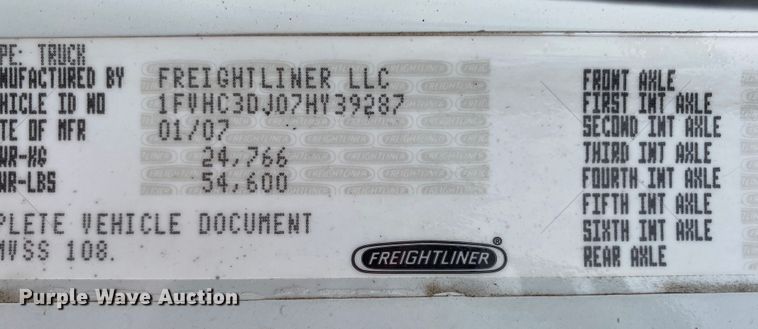 PE: TRUCK
NUFACTURED BY FREIGHTLINER LLC
HICLE ID NO 1FVHC3DJ07HY39287
TE OF MFR 01/07
WR-KG 24,766
WR-LBS 54,600
PLETE VEHICLE DOCUMENT
MVSS 108.
FRONT AXLE
FIRST INT AXLE
SECOND INT AXLE
THIRD INT AXLE
FOURTH INT AXLE
FIFTH INT AXLE
SIXTH INT AXLE
REAR AXLE
FREIGHTLINER
Purple Wave Auction